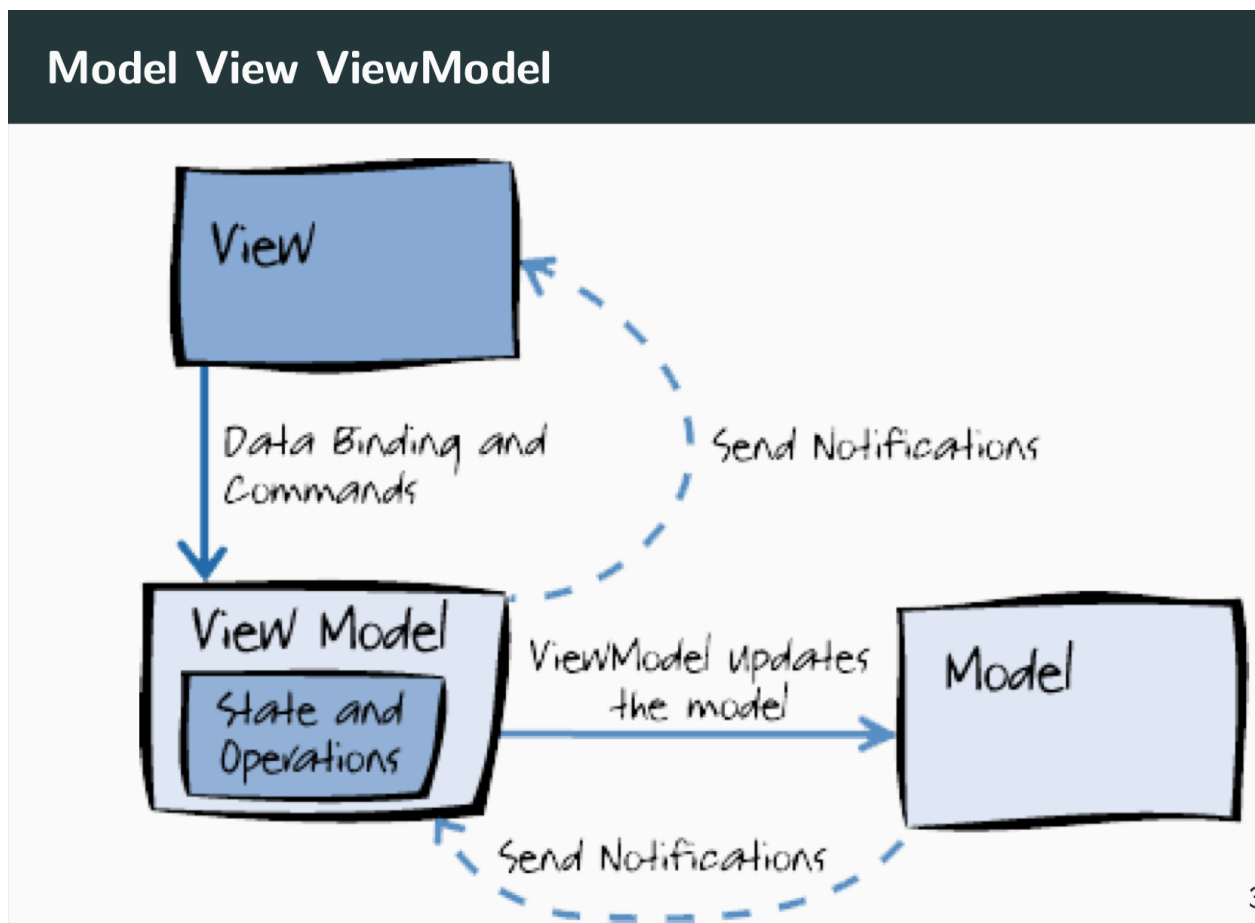 Model View ViewModel
View
Data Binding and
Commands
Send Notifications
View Model
State and
Operations
ViewModel updates
the model
Model
Send Notifications
3